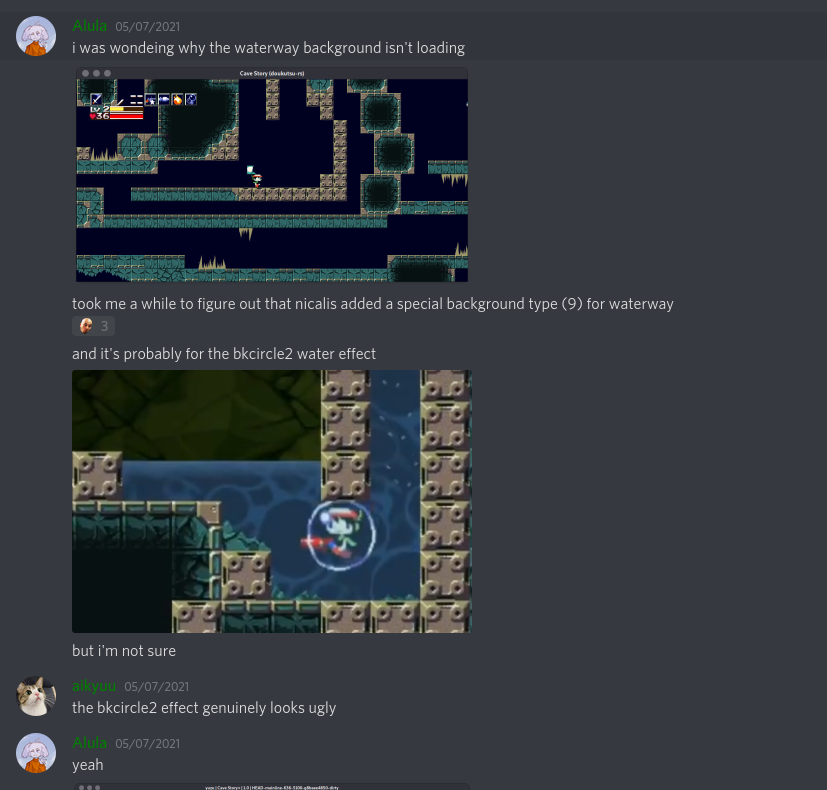 Alula 05/07/2021
i was wondeing why the waterway background isn't loading
Cave Story (doukutsu-rs)
Lv 2
36
took me a while to figure out that nicalis added a special background type (9) for waterway
3
and it's probably for the bkcircle2 water effect
but i'm not sure
aikyuu 05/07/2021
the bkcircle2 effect genuinely looks ugly
Alula 05/07/2021
yeah